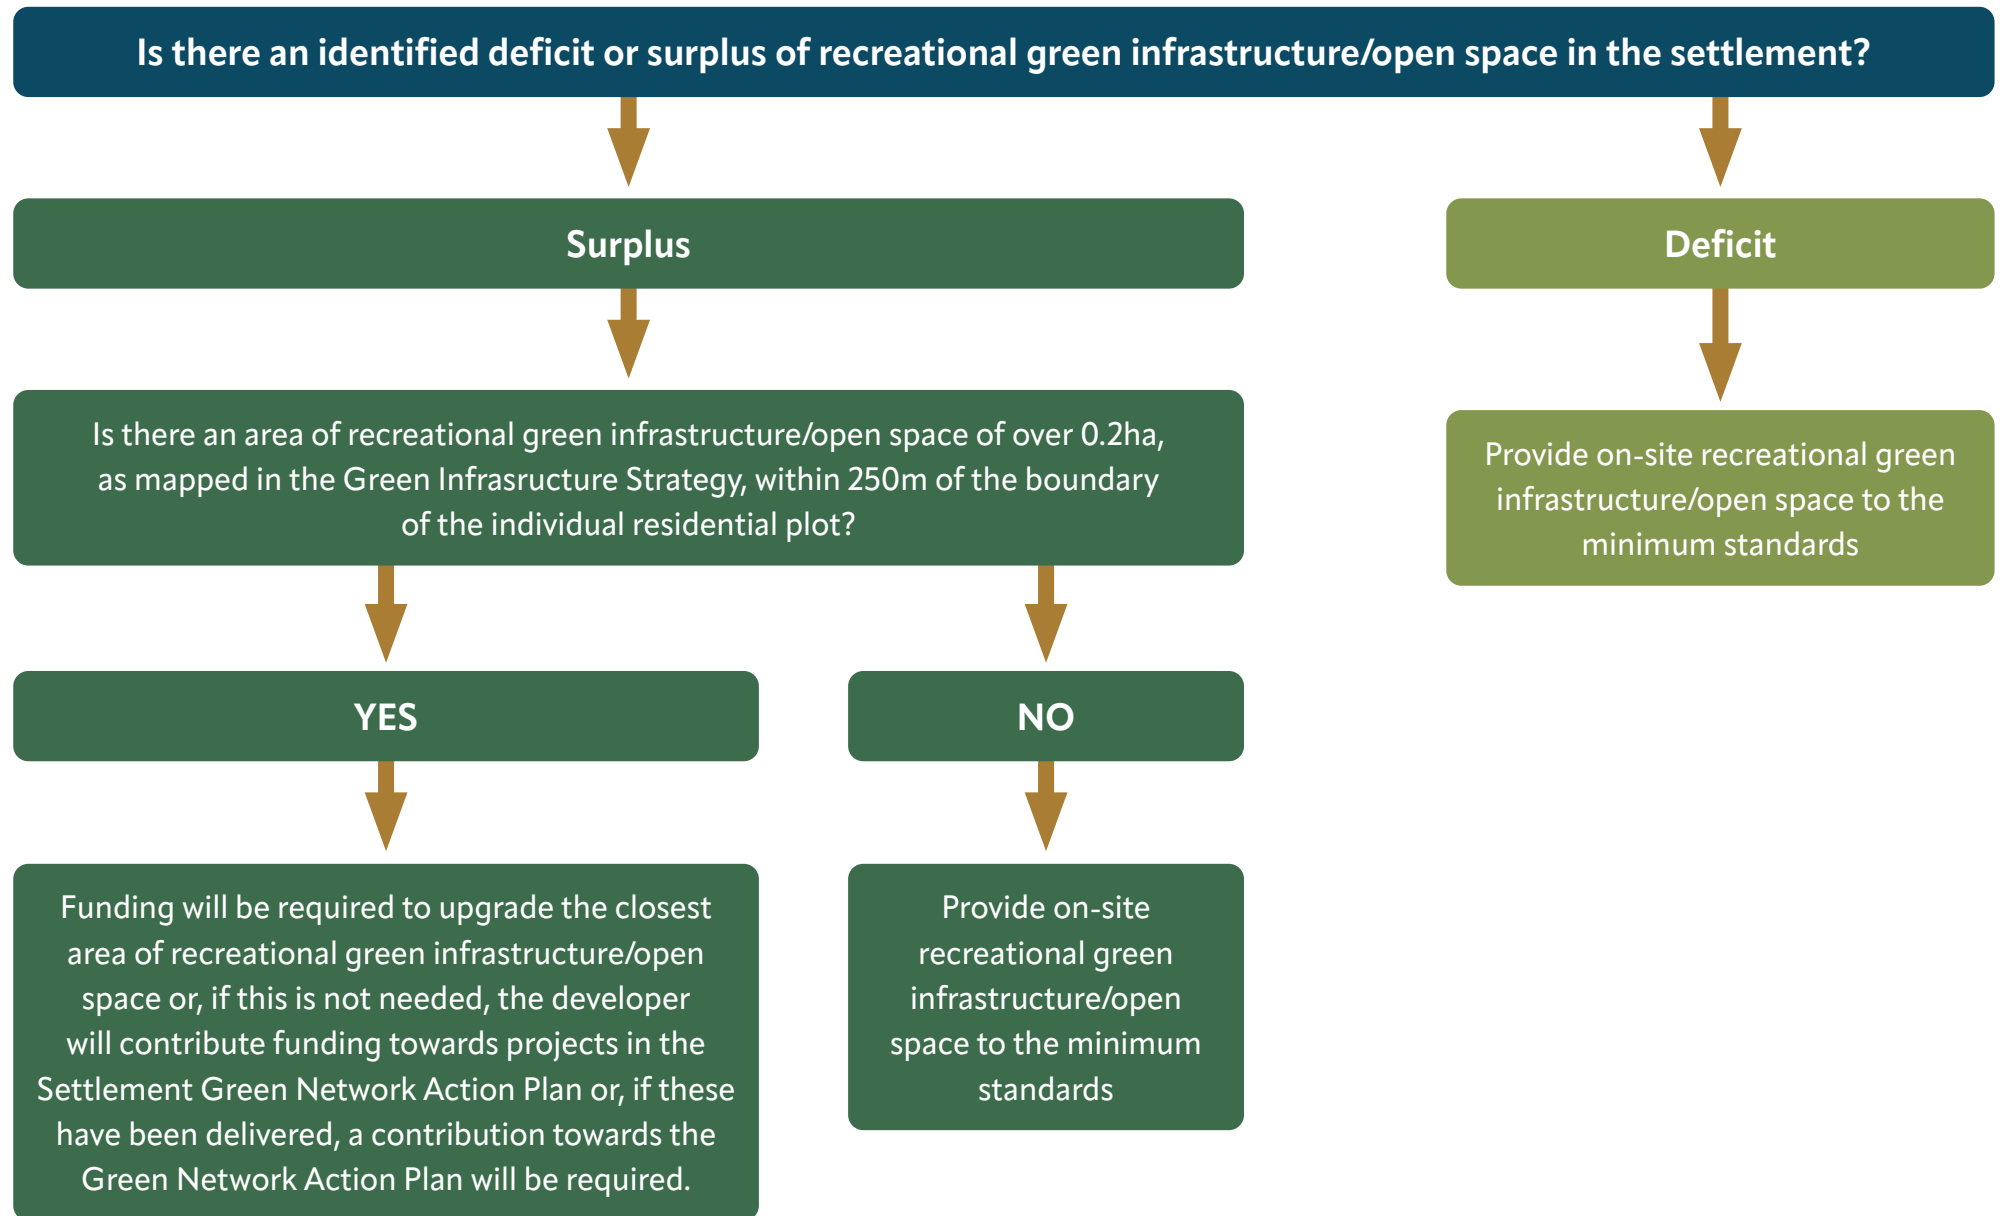 Is there an identified deficit or surplus of recreational green infrastructure/open space in the settlement?
Surplus
Deficit
Is there an area of recreational green infrastructure/open space of over 0.2ha,
as mapped in the Green Infrasructure Strategy, within 250m of the boundary
of the individual residential plot?
Provide on-site recreational green
infrastructure/open space to the
minimum standards
YES
NO
Funding will be required to upgrade the closest
area of recreational green infrastructure/open
space or, if this is not needed, the developer
will contribute funding towards projects in the
Settlement Green Network Action Plan or, if these
have been delivered, a contribution towards the
Green Network Action Plan will be required.
Provide on-site
recreational green
infrastructure/open
space to the minimum
standards